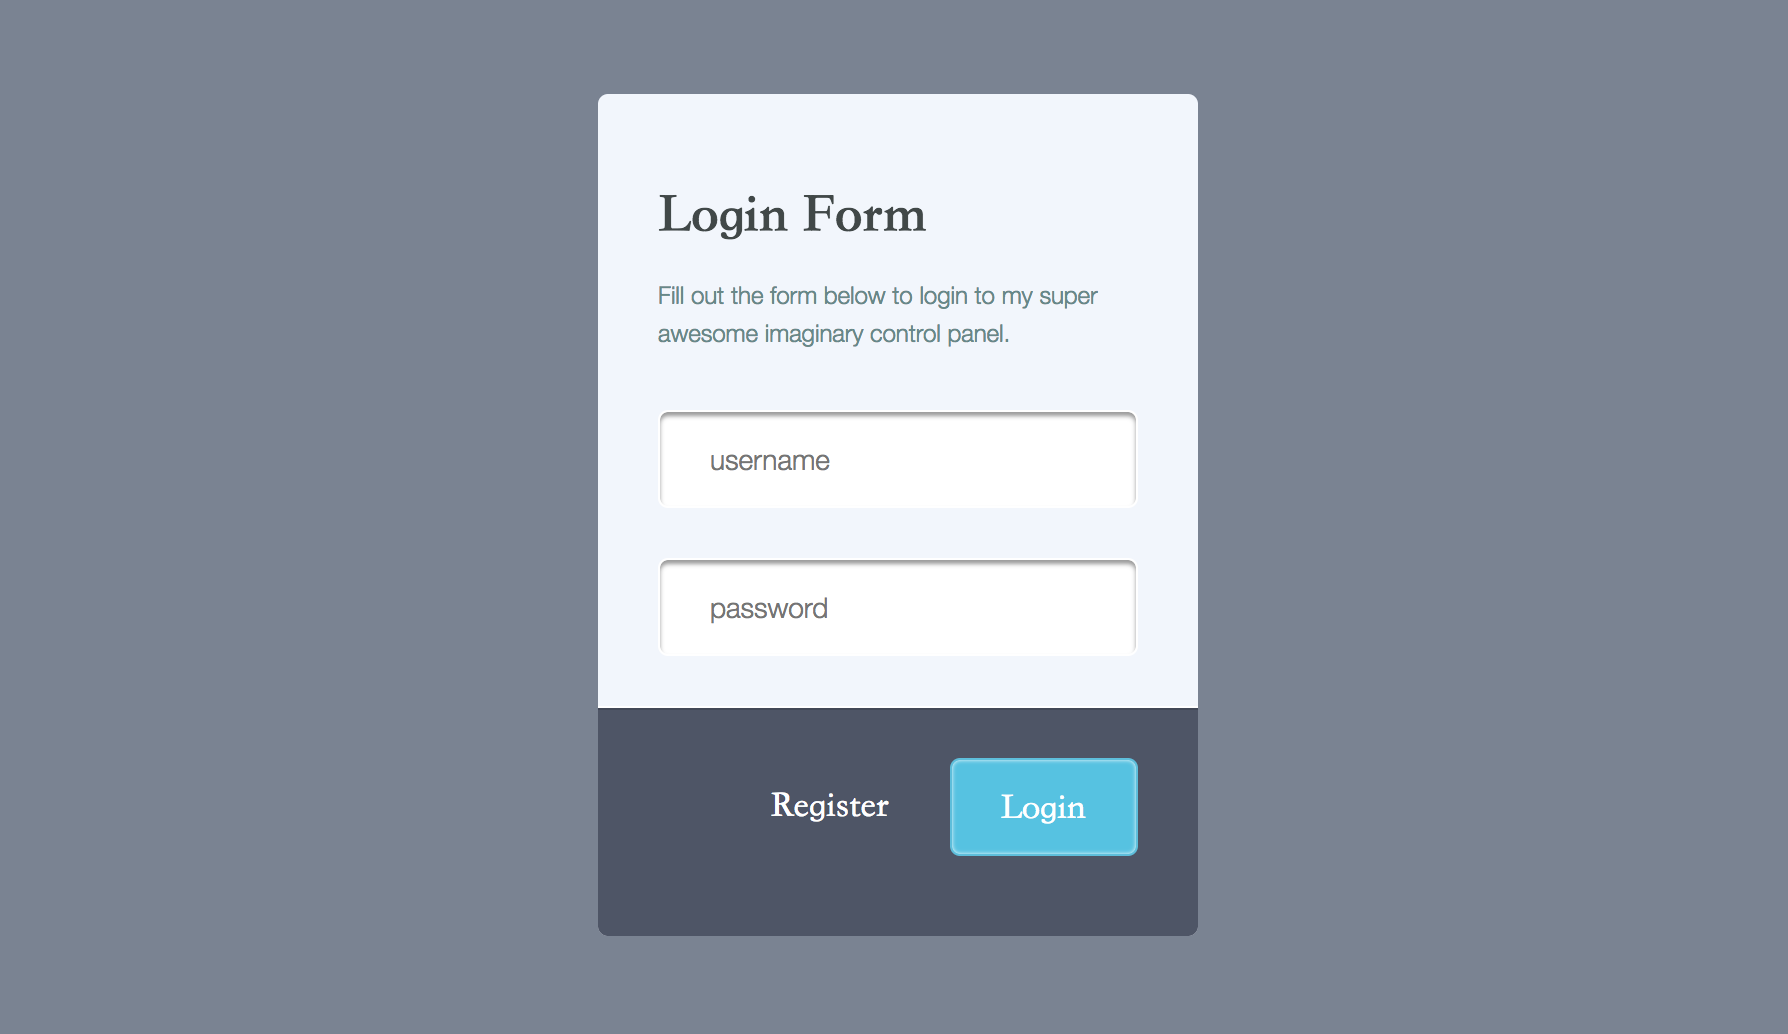 Login Form
Fill out the form below to login to my super
awesome imaginary control panel.
username
password
Register
Login